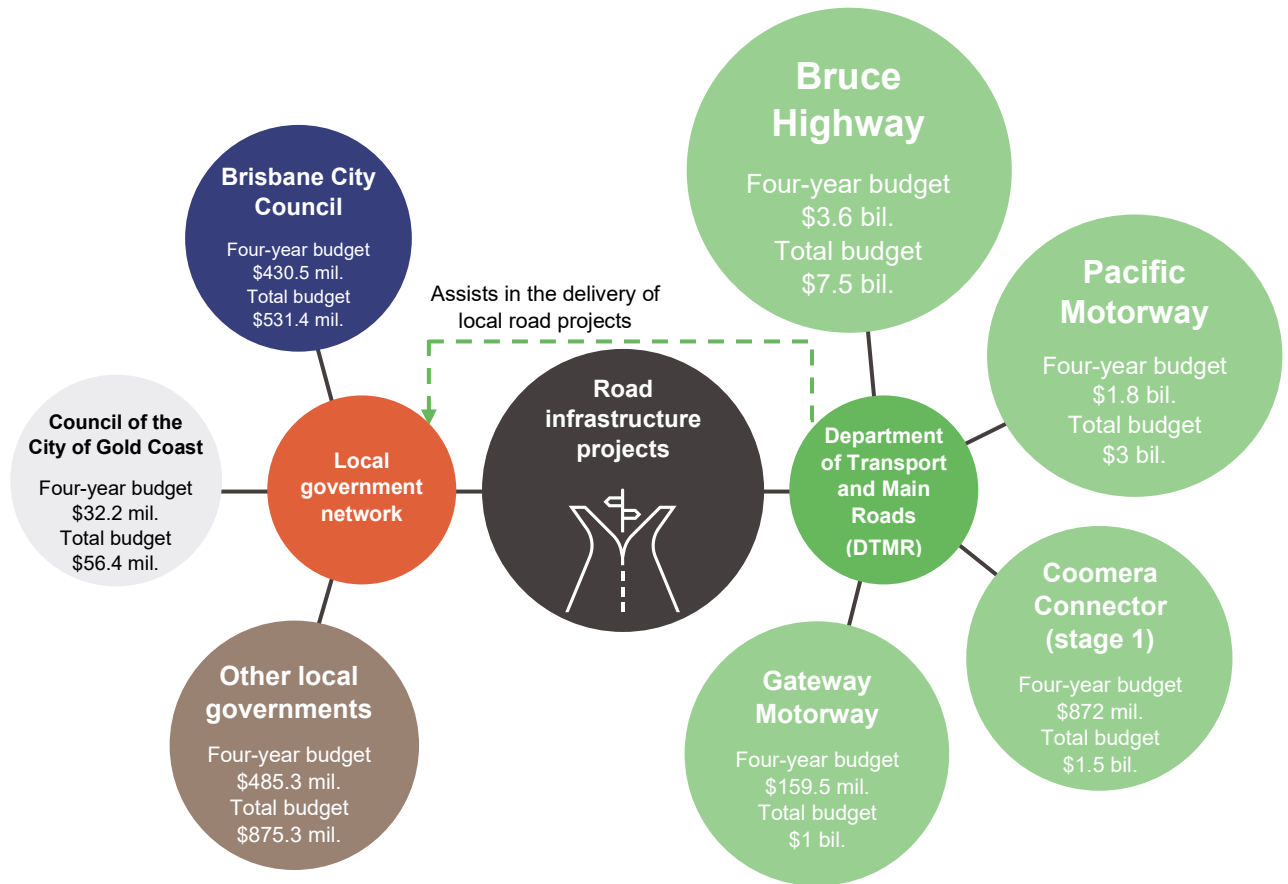 Bruce
Highway
Four-year budget
$3.6 bil.
Total budget
$7.5 bil.
Brisbane City
Council
Four-year budget
$430.5 mil.
Total budget
$531.4 mil.
Pacific
Motorway
Four-year budget
$1.8 bil.
Total budget
$3 bil.
Assists in the delivery of
local road projects
Road
infrastructure
projects
Council of the
City of Gold Coast
Four-year budget
$32.2 mil.
Total budget
$56.4 mil.
Local
government
network
Department
of Transport
and Main
Roads
(DTMR)
Coomera
Connector
(stage 1)
Four-year budget
$872 mil.
Total budget
$1.5 bil.
Other local
governments
Four-year budget
$485.3 mil.
Total budget
$875.3 mil.
Gateway
Motorway
Four-year budget
$159.5 mil.
Total budget
$1 bil.